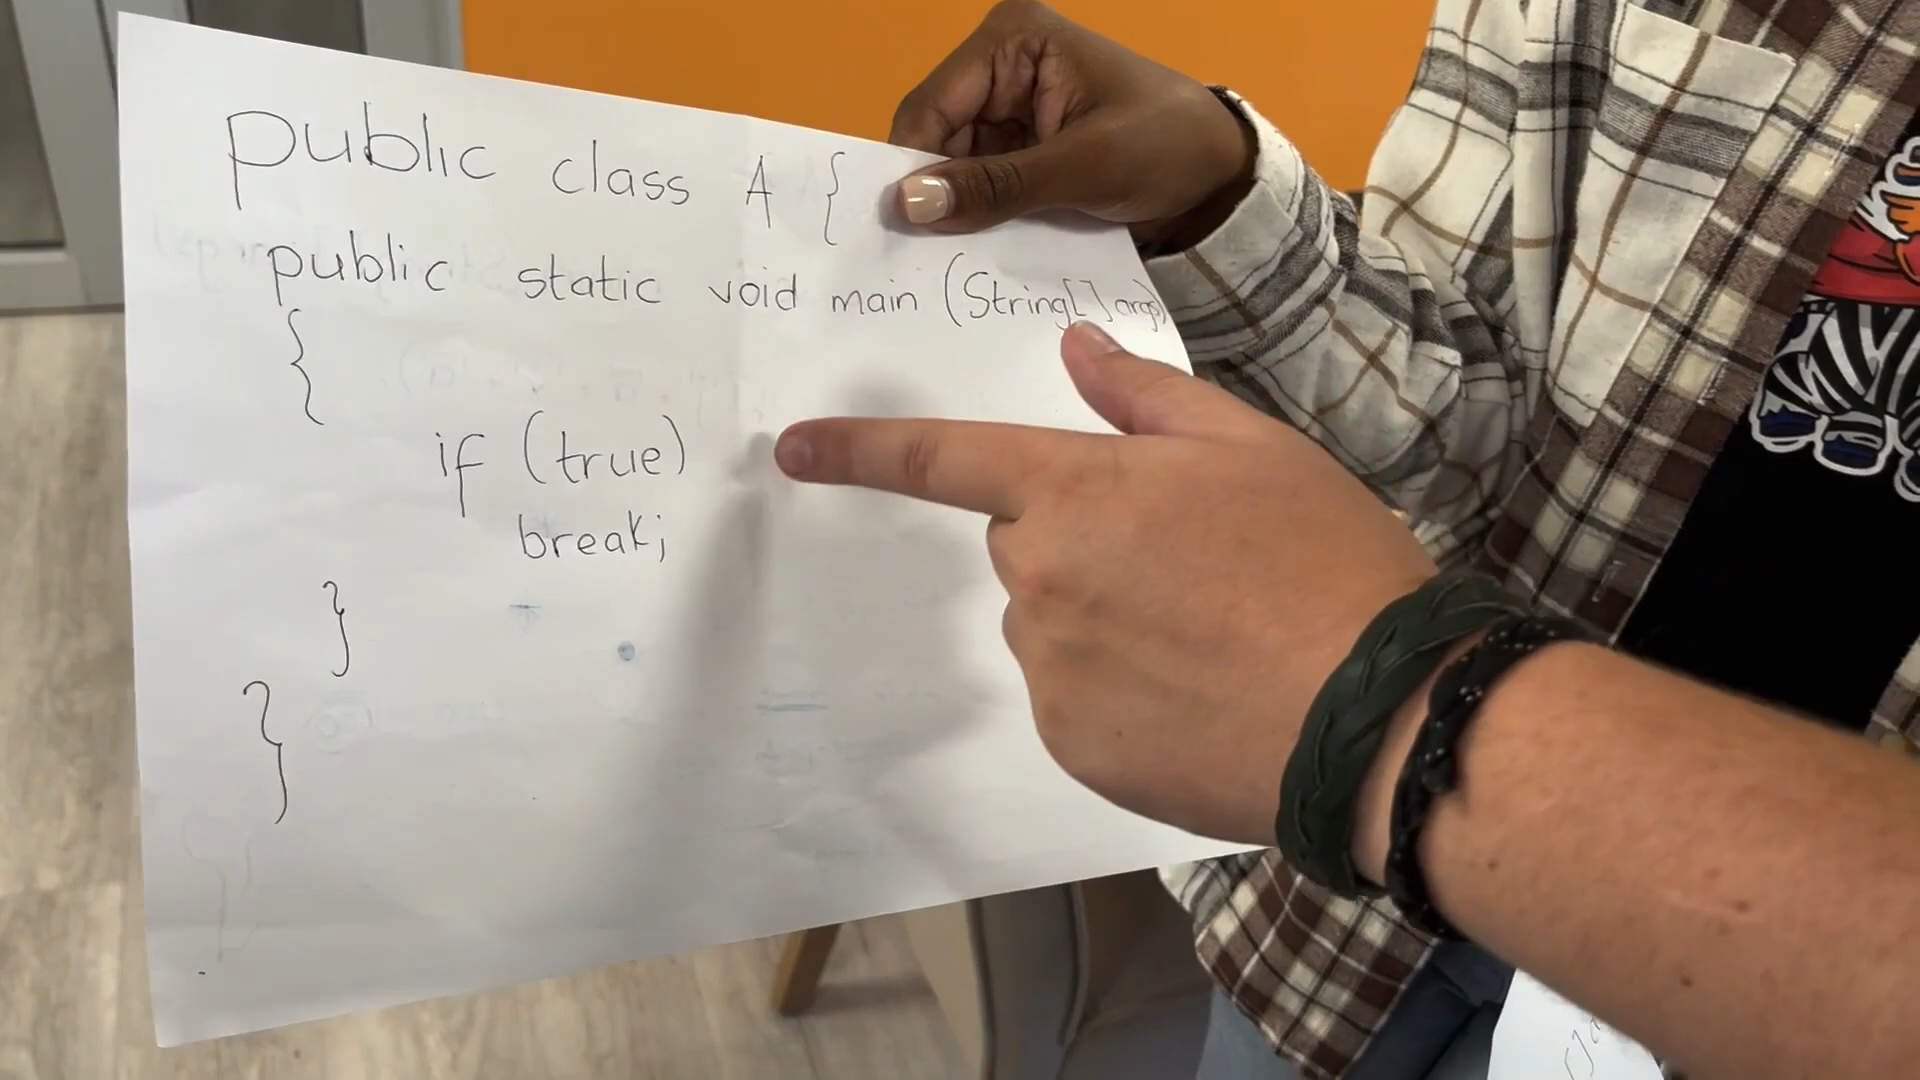 public class A {
public static void main (String[] args)
{
if (true)
break;
}
}